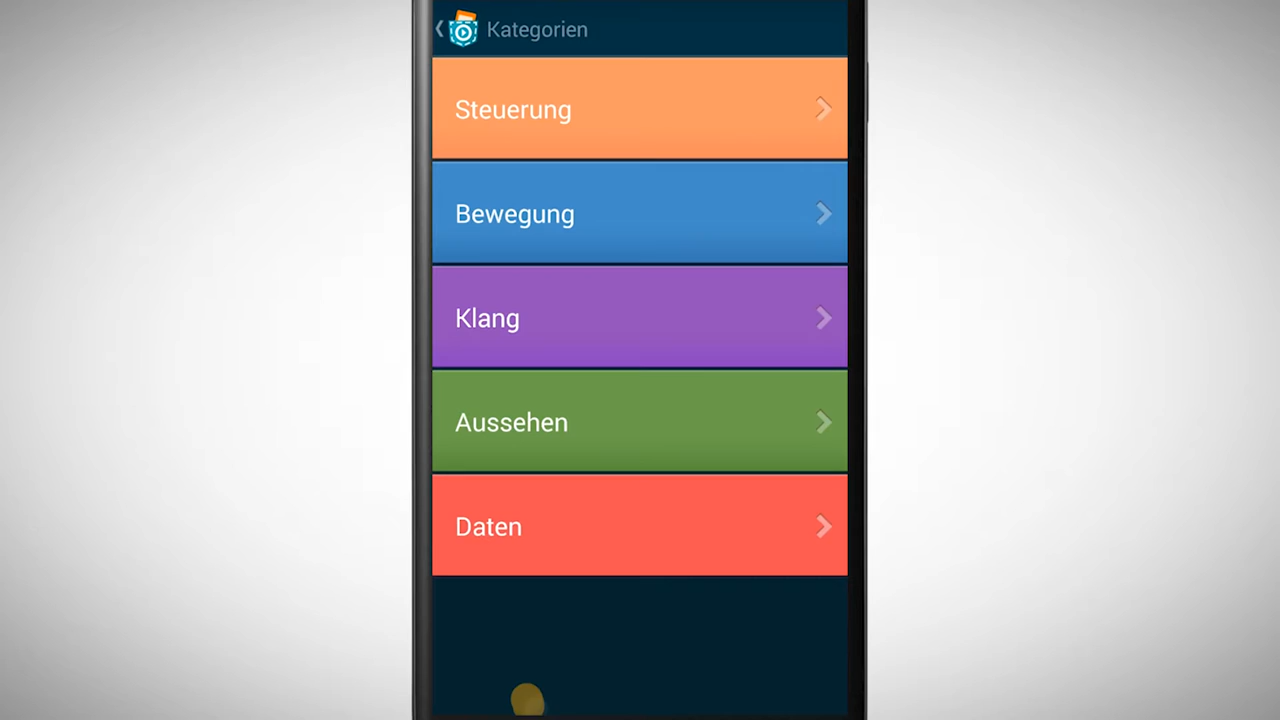 Kategorien
Steuerung
Bewegung
Klang
Aussehen
Daten